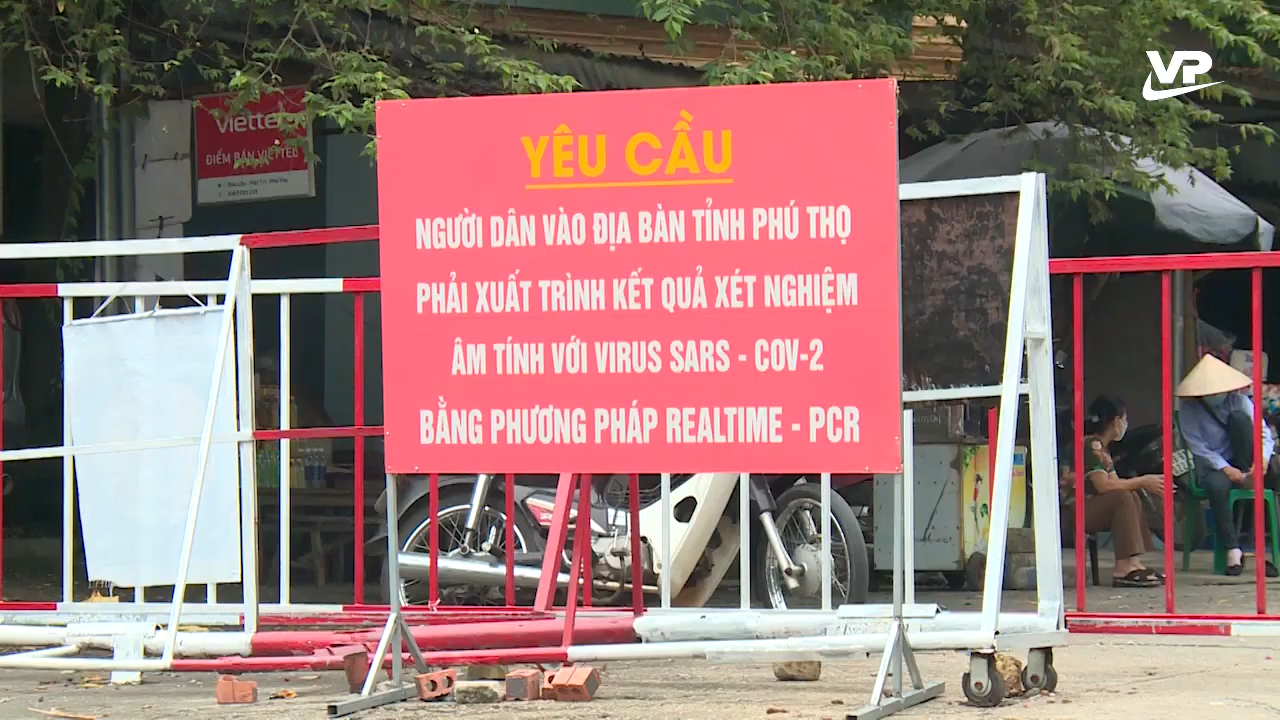 VP
viettel
ĐIỂM BÁN VIETTEL
YÊU CẦU
NGƯỜI DÂN VÀO ĐỊA BÀN TỈNH PHÚ THỌ
PHẢI XUẤT TRÌNH KẾT QUẢ XÉT NGHIỆM
ÂM TÍNH VỚI VIRUS SARS - COV-2
BẰNG PHƯƠNG PHÁP REALTIME - PCR